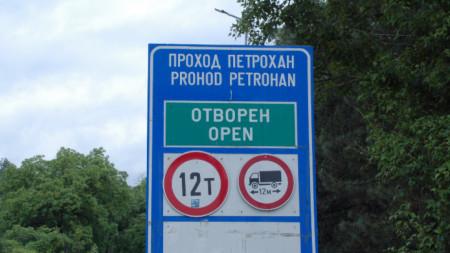 ПРОХОД ПЕТРОХАН
PROHOD PETROHAN
ОТВОРЕН
OPEN
12т
12м